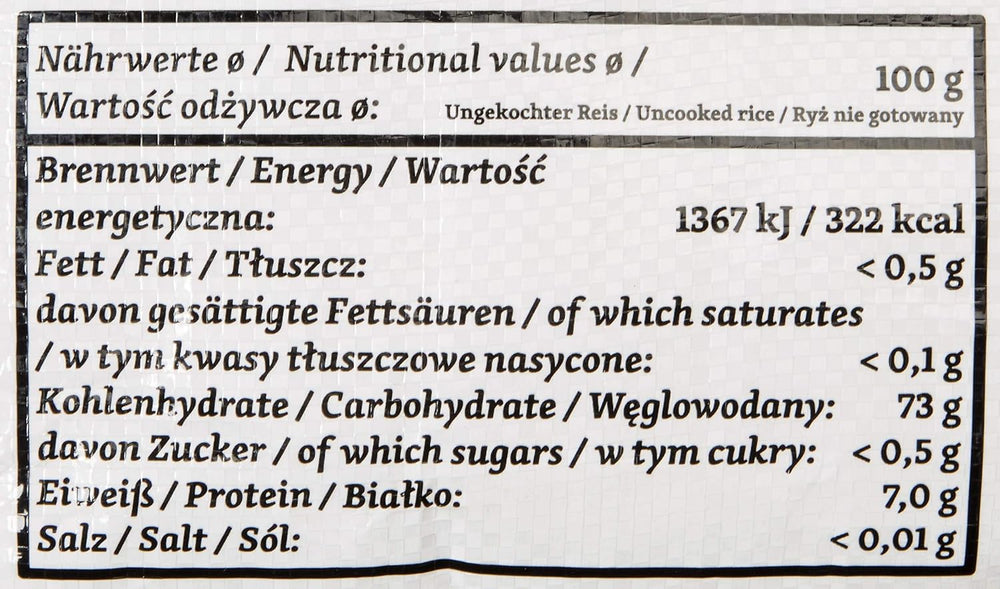 Nährwerte ø / Nutritional values ø /
Wartość odżywcza ø:
100 g
Ungekochter Reis / Uncooked rice / Ryż nie gotowany
Brennwert / Energy / Wartość
energetyczna: 1367 kJ / 322 kcal
Fett / Fat / Tłuszcz: < 0,5 g
davon gesättigte Fettsäuren / of which saturates
/ w tym kwasy tłuszczowe nasycone: < 0,1 g
Kohlenhydrate / Carbohydrate / Węglowodany: 73 g
davon Zucker / of which sugars / w tym cukry: < 0,5 g
Eiweiß / Protein / Białko: 7,0 g
Salz / Salt / Sól: < 0,01 g